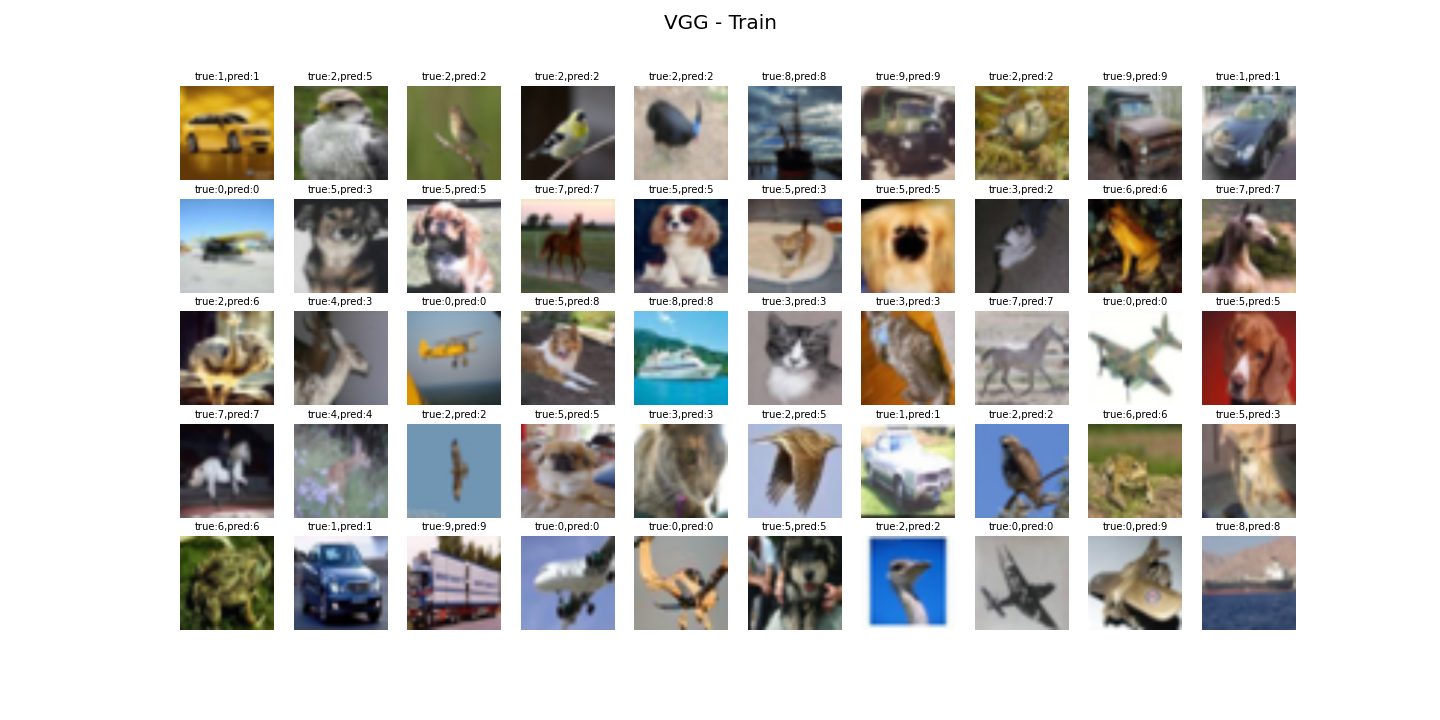 VGG - Train
true:1,pred:1 true:2,pred:5 true:2,pred:2 true:2,pred:2 true:2,pred:2 true:8,pred:8 true:9,pred:9 true:2,pred:2 true:9,pred:9 true:1,pred:1
true:0,pred:0 true:5,pred:3 true:5,pred:5 true:7,pred:7 true:5,pred:5 true:5,pred:3 true:5,pred:5 true:3,pred:2 true:6,pred:6 true:7,pred:7
true:2,pred:6 true:4,pred:3 true:0,pred:0 true:5,pred:8 true:8,pred:8 true:3,pred:3 true:3,pred:3 true:7,pred:7 true:0,pred:0 true:5,pred:5
true:7,pred:7 true:4,pred:4 true:2,pred:2 true:5,pred:5 true:3,pred:3 true:2,pred:5 true:1,pred:1 true:2,pred:2 true:6,pred:6 true:5,pred:3
true:6,pred:6 true:1,pred:1 true:9,pred:9 true:0,pred:0 true:0,pred:0 true:5,pred:5 true:2,pred:2 true:0,pred:0 true:0,pred:9 true:8,pred:8